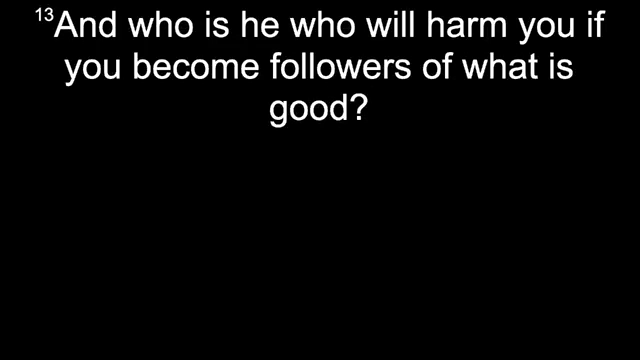 13And who is he who will harm you if
you become followers of what is
good?